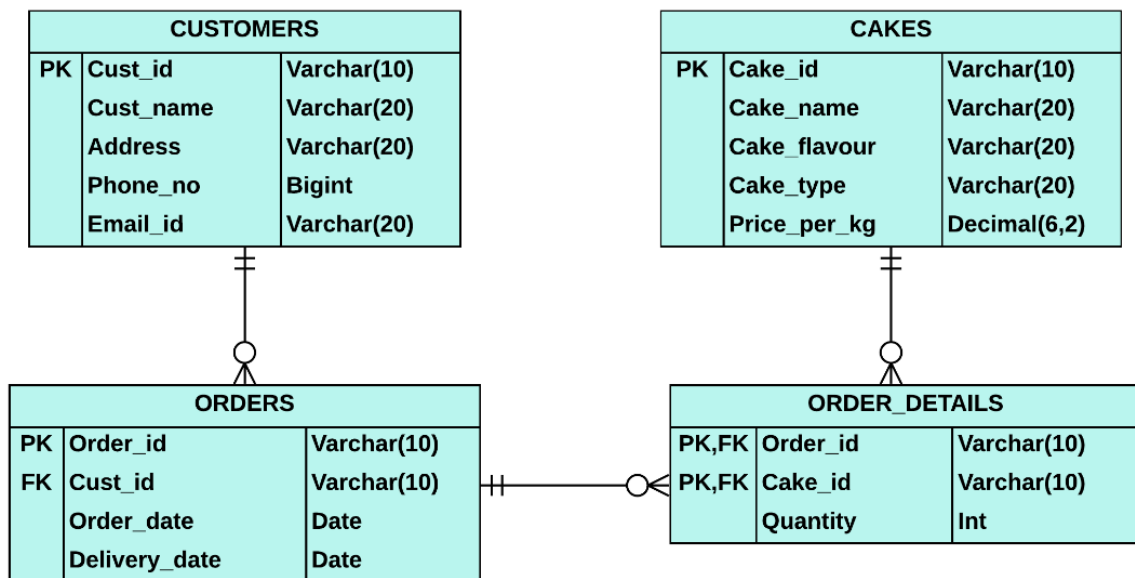 CUSTOMERS
PK Cust_id Varchar(10)
Cust_name Varchar(20)
Address Varchar(20)
Phone_no Bigint
Email_id Varchar(20)
CAKES
PK Cake_id Varchar(10)
Cake_name Varchar(20)
Cake_flavour Varchar(20)
Cake_type Varchar(20)
Price_per_kg Decimal(6,2)
ORDERS
PK Order_id Varchar(10)
FK Cust_id Varchar(10)
Order_date Date
Delivery_date Date
ORDER_DETAILS
PK,FK Order_id Varchar(10)
PK,FK Cake_id Varchar(10)
Quantity Int